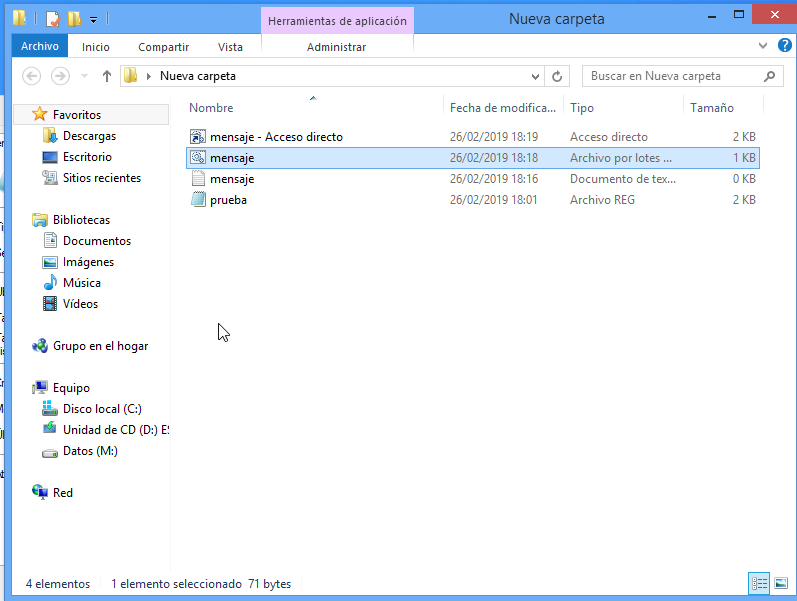 Herramientas de aplicación
Nueva carpeta
Archivo Inicio Compartir Vista Administrar
Nueva carpeta
Buscar en Nueva carpeta
Nombre Fecha de modifica... Tipo Tamaño
Favoritos
Descargas
Escritorio
Sitios recientes
Bibliotecas
Documentos
Imágenes
Música
Vídeos
Grupo en el hogar
Equipo
Disco local (C:)
Unidad de CD (D:) ES
Datos (M:)
Red
mensaje - Acceso directo 26/02/2019 18:19 Acceso directo 2 KB
mensaje 26/02/2019 18:18 Archivo por lotes ... 1 KB
mensaje 26/02/2019 18:16 Documento de tex... 0 KB
prueba 26/02/2019 18:01 Archivo REG 2 KB
4 elementos 1 elemento seleccionado 71 bytes